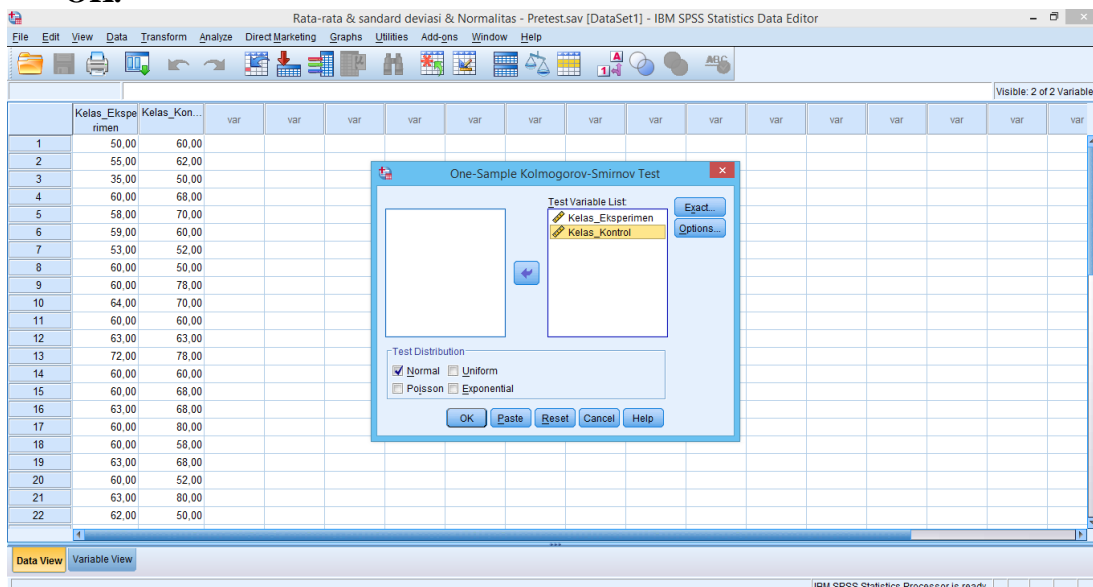 OK.
Rata-rata & sandard deviasi & Normalitas - Pretest.sav [DataSet1] - IBM SPSS Statistics Data Editor
File Edit View Data Transform Analyze Direct Marketing Graphs Utilities Add-ons Window Help
Visible: 2 of 2 Variable
Kelas_Ekspe Kelas_Kon... var var var var var var var var var var var var var var var
rimen
1 50,00 60,00
2 55,00 62,00
3 35,00 50,00
4 60,00 68,00
5 58,00 70,00
6 59,00 60,00
7 53,00 52,00
8 60,00 50,00
9 60,00 78,00
10 64,00 70,00
11 60,00 60,00
12 63,00 63,00
13 72,00 78,00
14 60,00 60,00
15 60,00 68,00
16 63,00 68,00
17 60,00 80,00
18 60,00 58,00
19 63,00 68,00
20 60,00 52,00
21 63,00 80,00
22 62,00 50,00
One-Sample Kolmogorov-Smirnov Test
Test Variable List:
Kelas_Eksperimen
Kelas_Kontrol
Exact...
Options...
Test Distribution
Normal Uniform
Poisson Exponential
OK Paste Reset Cancel Help
Data View Variable View
IBM SPSS Statistics Processor is ready